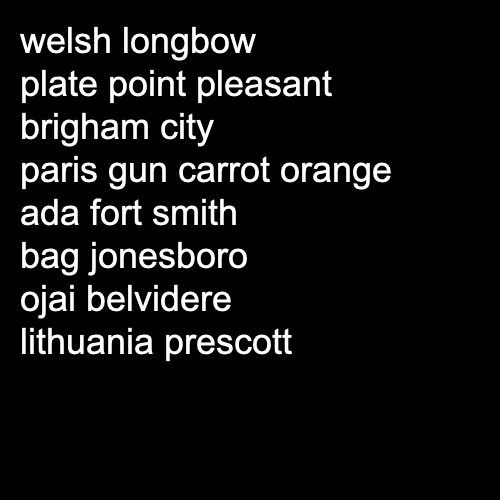 welsh longbow
plate point pleasant
brigham city
paris gun carrot orange
ada fort smith
bag jonesboro
ojai belvidere
lithuania prescott